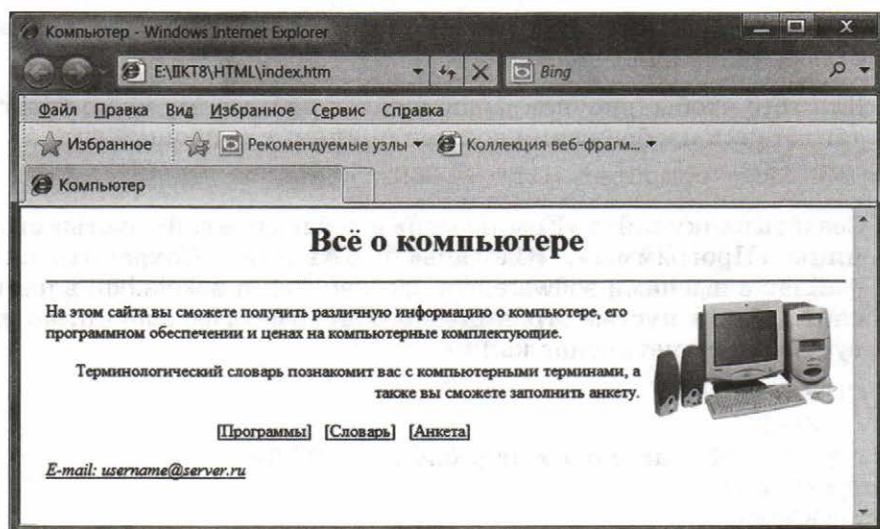 Компьютер - Windows Internet Explorer
E:\IIKT8\HTML\index.htm
Bing
Файл Правка Вид Избранное Сервис Справка
Избранное Рекомендуемые узлы Коллекция веб-фрагм...
Компьютер
Всё о компьютере
На этом сайта вы сможете получить различную информацию о компьютере, его
программном обеспечении и ценах на компьютерные комплектующие.
Терминологический словарь познакомит вас с компьютерными терминами, а
также вы сможете заполнить анкету.
[Программы] [Словарь] [Анкета]
E-mail: username@server.ru